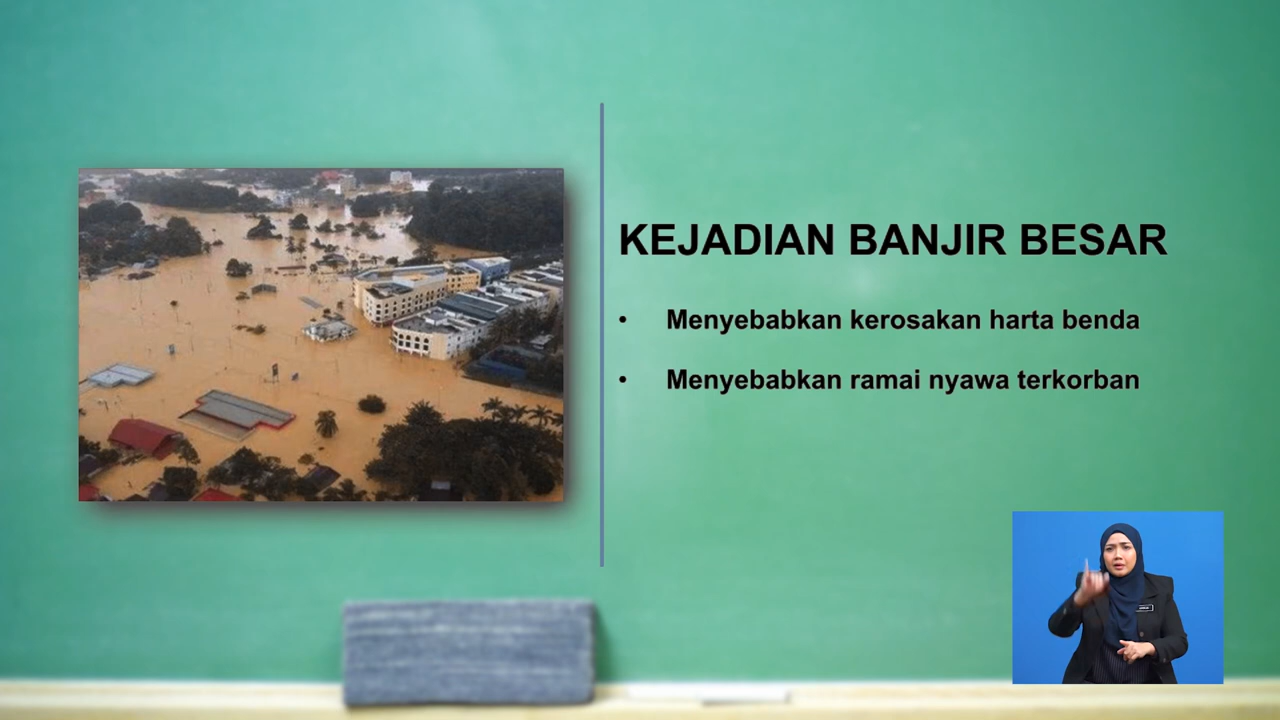 KEJADIAN BANJIR BESAR
• Menyebabkan kerosakan harta benda
• Menyebabkan ramai nyawa terkorban